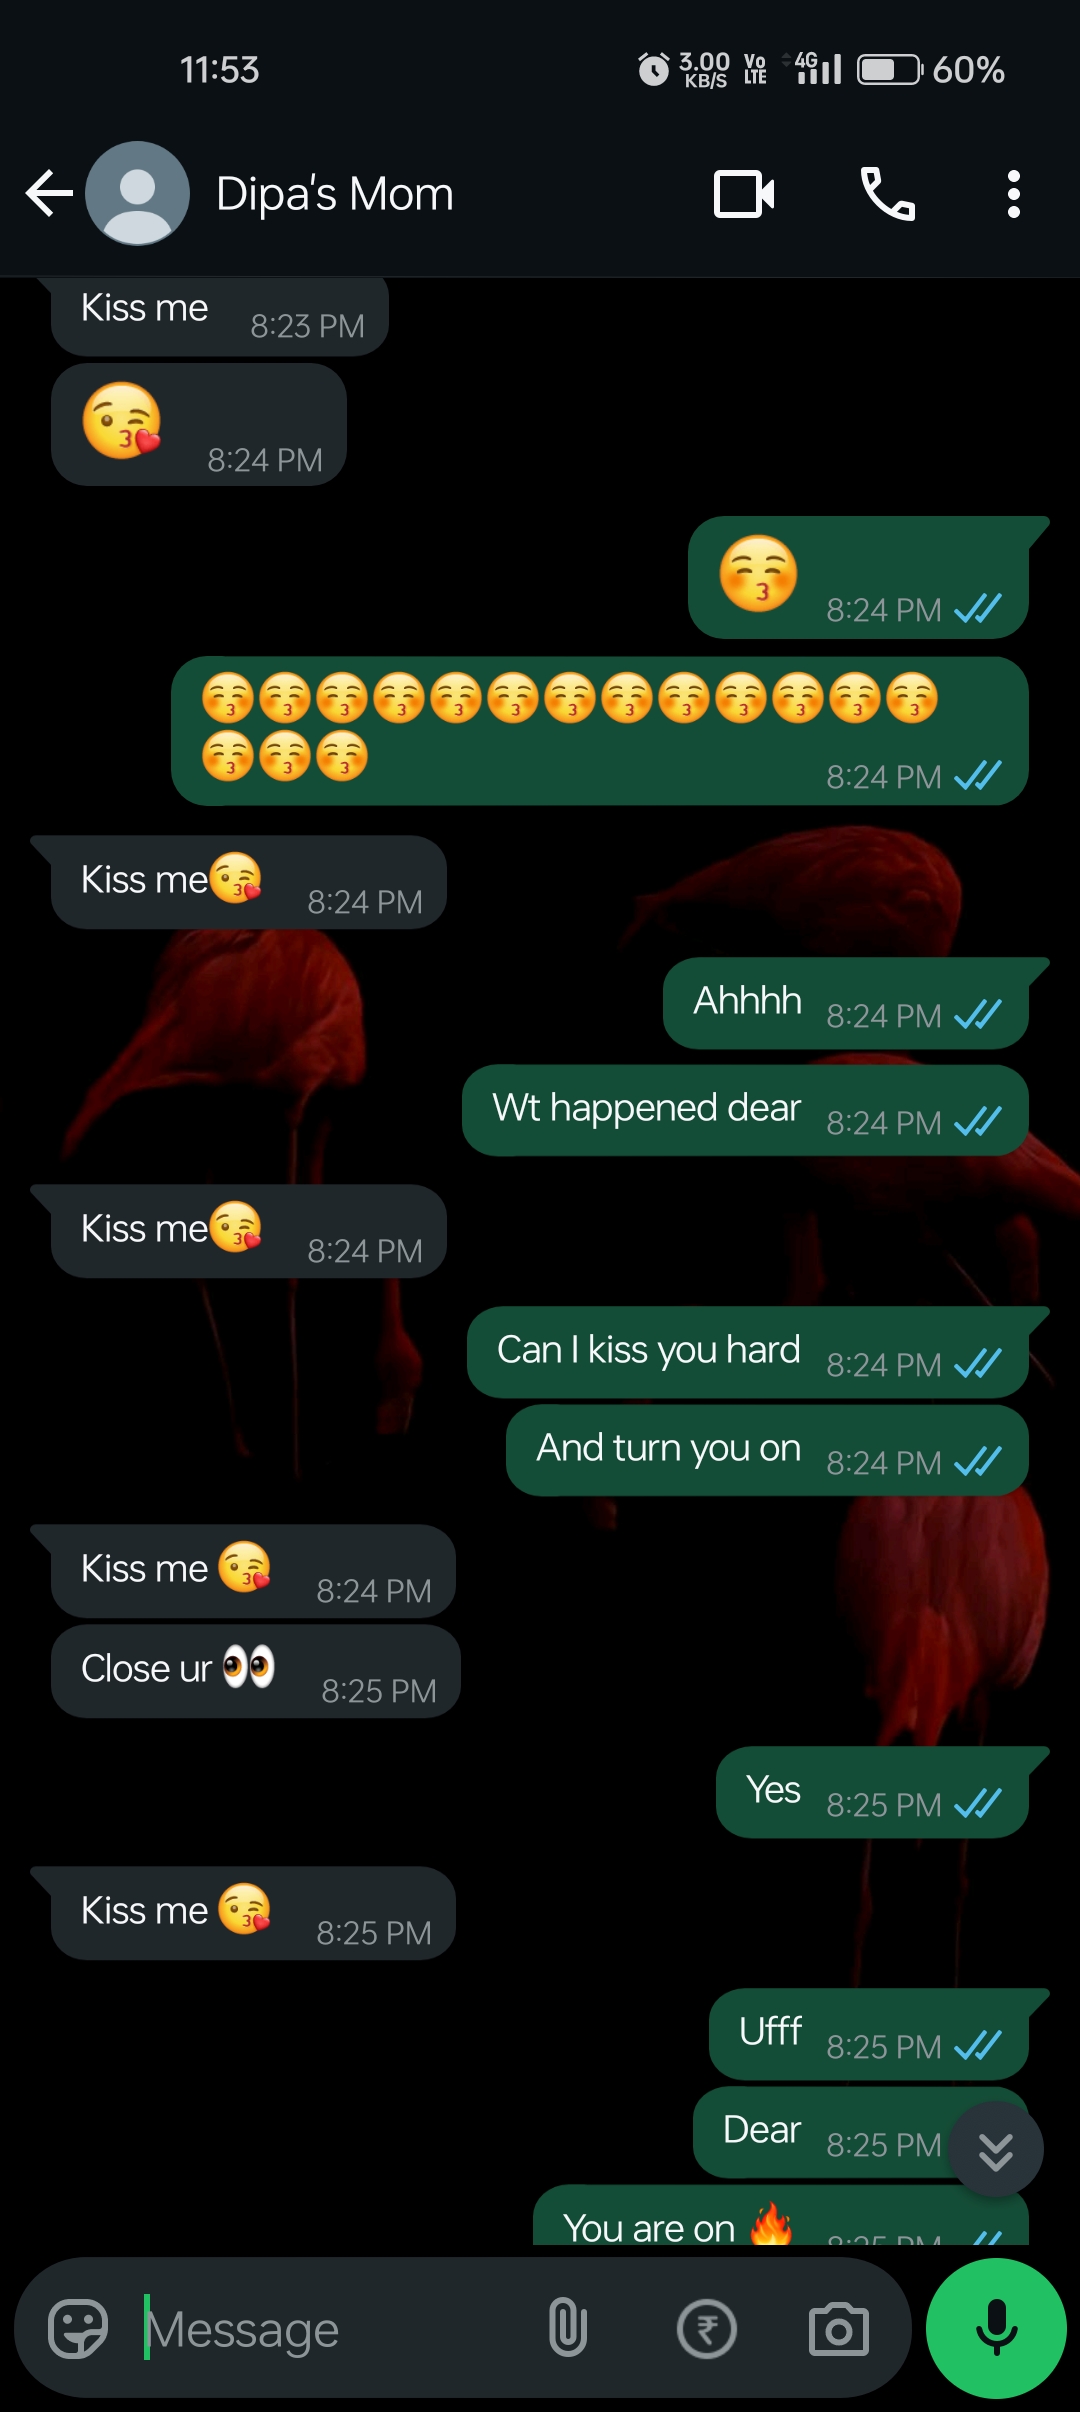 11:53
3.00
KB/S
Vo
LTE
4G
60%
Dipa's Mom
Kiss me
8:23 PM
😘
8:24 PM
😚
8:24 PM
😚😚😚😚😚😚😚😚😚😚😚😚😚
😚😚😚
8:24 PM
Kiss me😘 8:24 PM
Ahhhh 8:24 PM
Wt happened dear 8:24 PM
Kiss me😘 8:24 PM
Can I kiss you hard 8:24 PM
And turn you on 8:24 PM
Kiss me 😘 8:24 PM
Close ur 👀 8:25 PM
Yes 8:25 PM
Kiss me 😘 8:25 PM
Ufff 8:25 PM
Dear 8:25 PM
You are on 🔥 8:25 PM
Message
₹